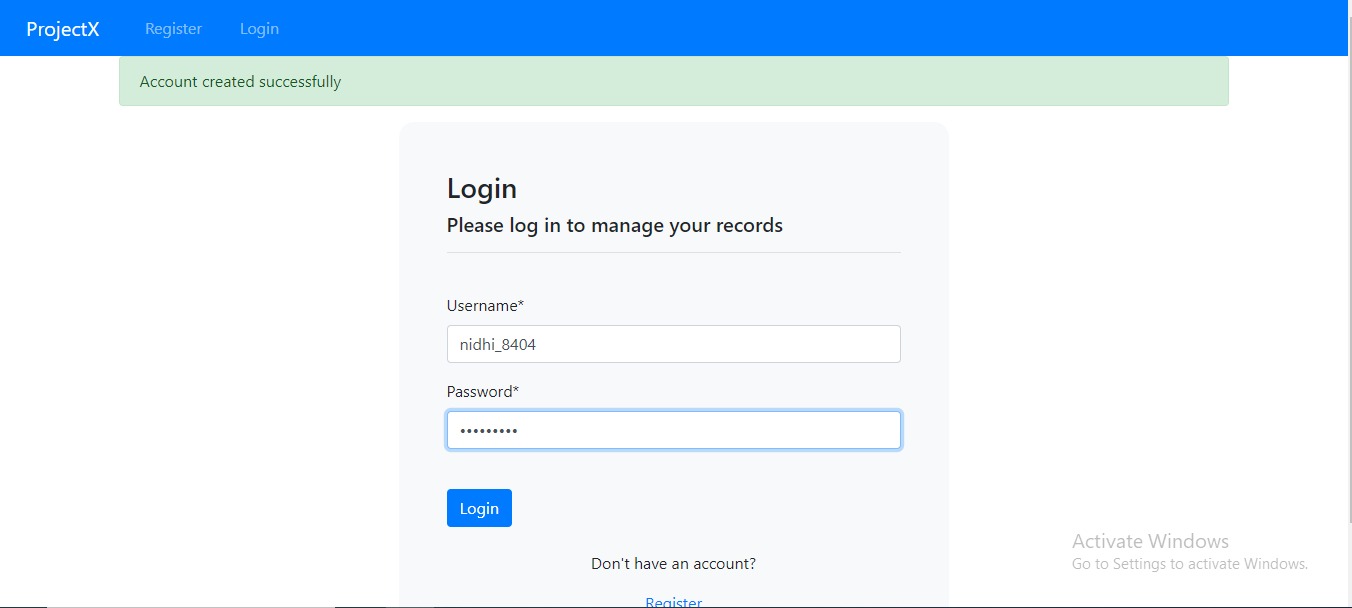 ProjectX Register Login
Account created successfully
Login
Please log in to manage your records
Username*
nidhi_8404
Password*
•••••••••
Login
Don't have an account?
Register
Activate Windows
Go to Settings to activate Windows.